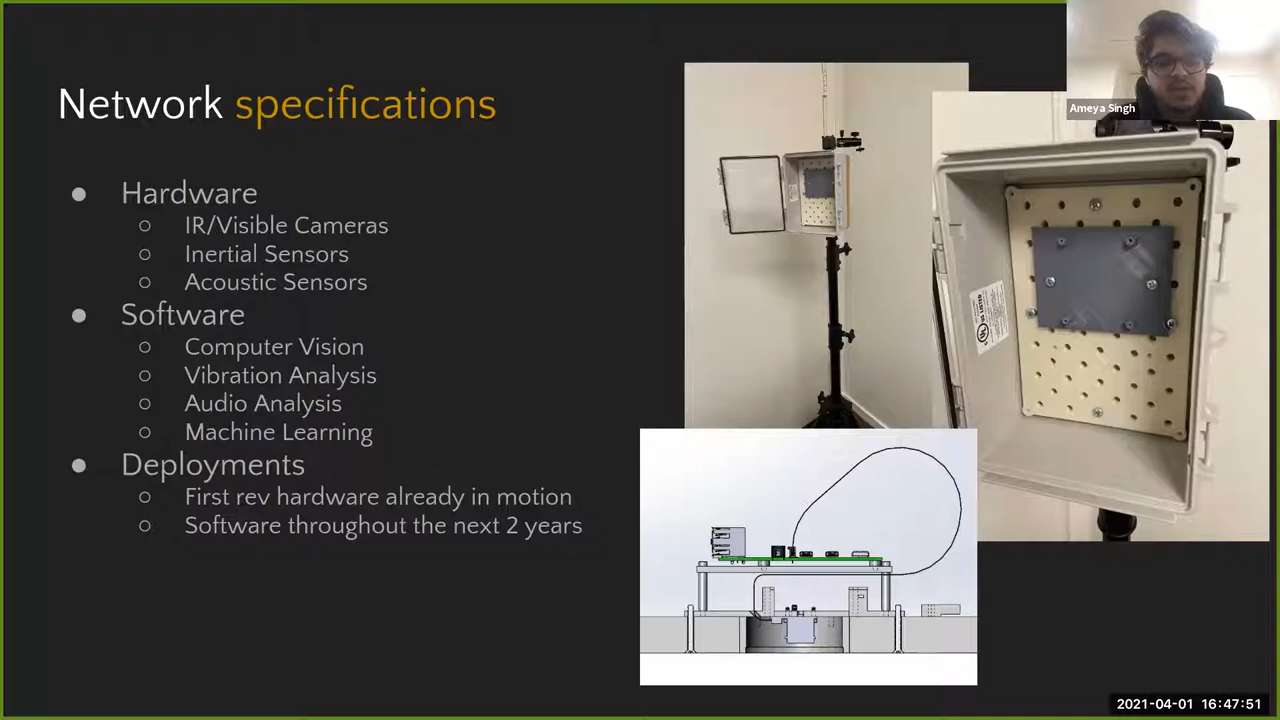 Network specifications
● Hardware
○ IR/Visible Cameras
○ Inertial Sensors
○ Acoustic Sensors
● Software
○ Computer Vision
○ Vibration Analysis
○ Audio Analysis
○ Machine Learning
● Deployments
○ First rev hardware already in motion
○ Software throughout the next 2 years
Ameya Singh
UL LISTED
2021-04-01 16:47:51